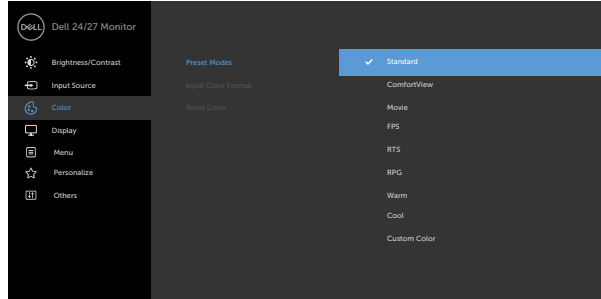 DELL
Dell 24/27 Monitor
Brightness/Contrast
Input Source
Color
Display
Menu
Personalize
Others
Preset Modes
Input Color Format
Reset Color
Standard
ComfortView
Movie
FPS
RTS
RPG
Warm
Cool
Custom Color